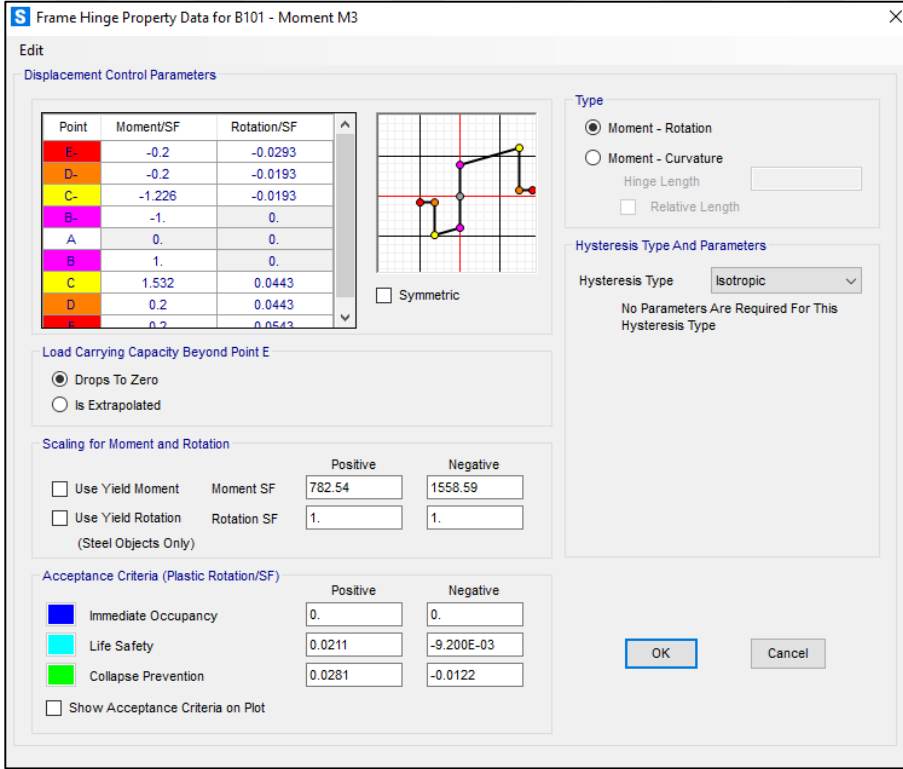 S Frame Hinge Property Data for B101 - Moment M3
Edit
Displacement Control Parameters
Point Moment/SF Rotation/SF
E- -0.2 -0.0293
D- -0.2 -0.0193
C- -1.226 -0.0193
B- -1. 0.
A 0. 0.
B 1. 0.
C 1.532 0.0443
D 0.2 0.0443
E 0.2 0.0543
Symmetric
Type
Moment - Rotation
Moment - Curvature
Hinge Length
Relative Length
Hysteresis Type And Parameters
Hysteresis Type Isotropic
No Parameters Are Required For This
Hysteresis Type
Load Carrying Capacity Beyond Point E
Drops To Zero
Is Extrapolated
Scaling for Moment and Rotation
Positive Negative
Use Yield Moment Moment SF 782.54 1558.59
Use Yield Rotation Rotation SF 1. 1.
(Steel Objects Only)
Acceptance Criteria (Plastic Rotation/SF)
Positive Negative
Immediate Occupancy 0. 0.
Life Safety 0.0211 -9.200E-03
Collapse Prevention 0.0281 -0.0122
Show Acceptance Criteria on Plot
OK Cancel